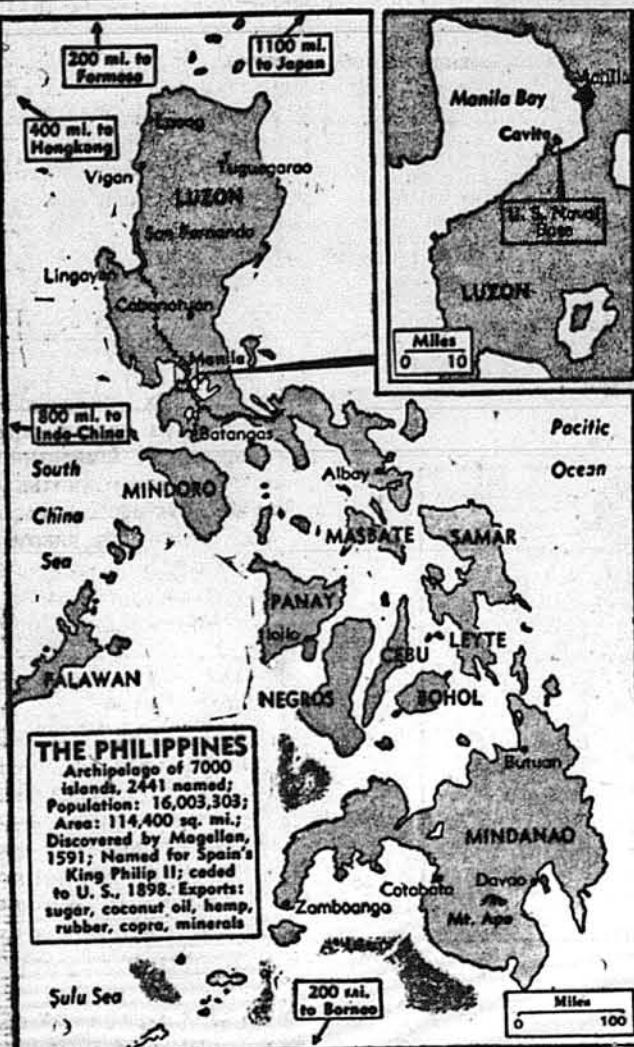 200 mi. to
Formosa
1100 mi.
to Japan
400 mi. to
Hongkong
Vigan
Tuguegarao
LUZON
San Fernando
Lingayen
Cabanatuan
Manila
800 mi. to
Indo-China
Batangas
South
China
Sea
MINDORO
Albay
Pacific
Ocean
MASBATE
SAMAR
PANAY
Iloilo
CEBU
LEYTE
PALAWAN
NEGROS
BOHOL
THE PHILIPPINES
Archipelago of 7000
islands, 2441 named;
Population: 16,003,303;
Area: 114,400 sq. mi.;
Discovered by Magellan,
1591; Named for Spain's
King Philip II; ceded
to U. S., 1898. Exports:
sugar, coconut oil, hemp,
rubber, copra, minerals
Butuan
MINDANAO
Cotobato
Davao
Zamboanga
Mt. Apo
Sulu Sea
200 mi.
to Borneo
Miles
0 100
Manila
Manila Bay
Cavite
U. S. Naval
Base
LUZON
Miles
0 10